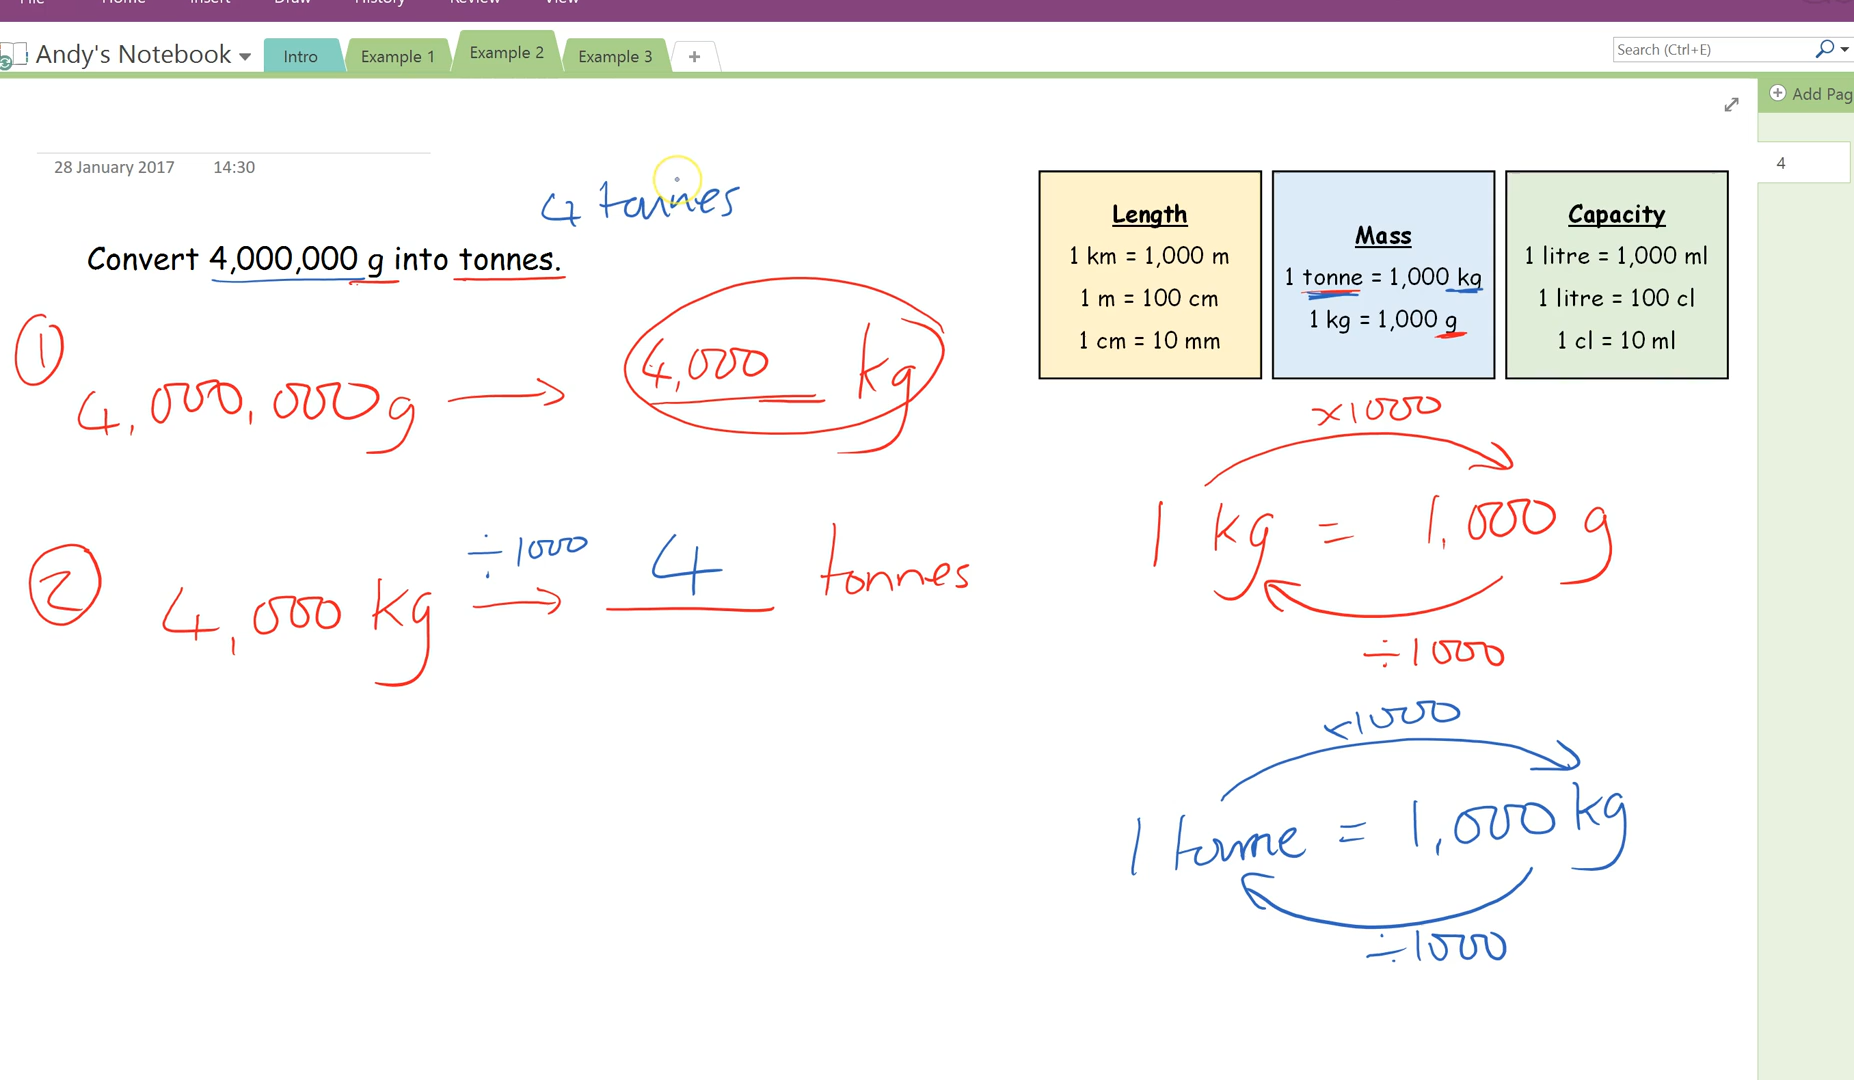 File Home Insert Draw History Review View
Andy's Notebook Intro Example 1 Example 2 Example 3 +
Search (Ctrl+E)
Add Pag
4
28 January 2017 14:30
4 tonnes
Convert 4,000,000 g into tonnes.
1
4,000,000 g → 4,000 kg
2
÷1000
4,000 kg → 4 tonnes
Length
1 km = 1,000 m
1 m = 100 cm
1 cm = 10 mm
Mass
1 tonne = 1,000 kg
1 kg = 1,000 g
Capacity
1 litre = 1,000 ml
1 litre = 100 cl
1 cl = 10 ml
×1000
1 kg = 1,000 g
÷1000
×1000
1 tonne = 1,000 kg
÷1000